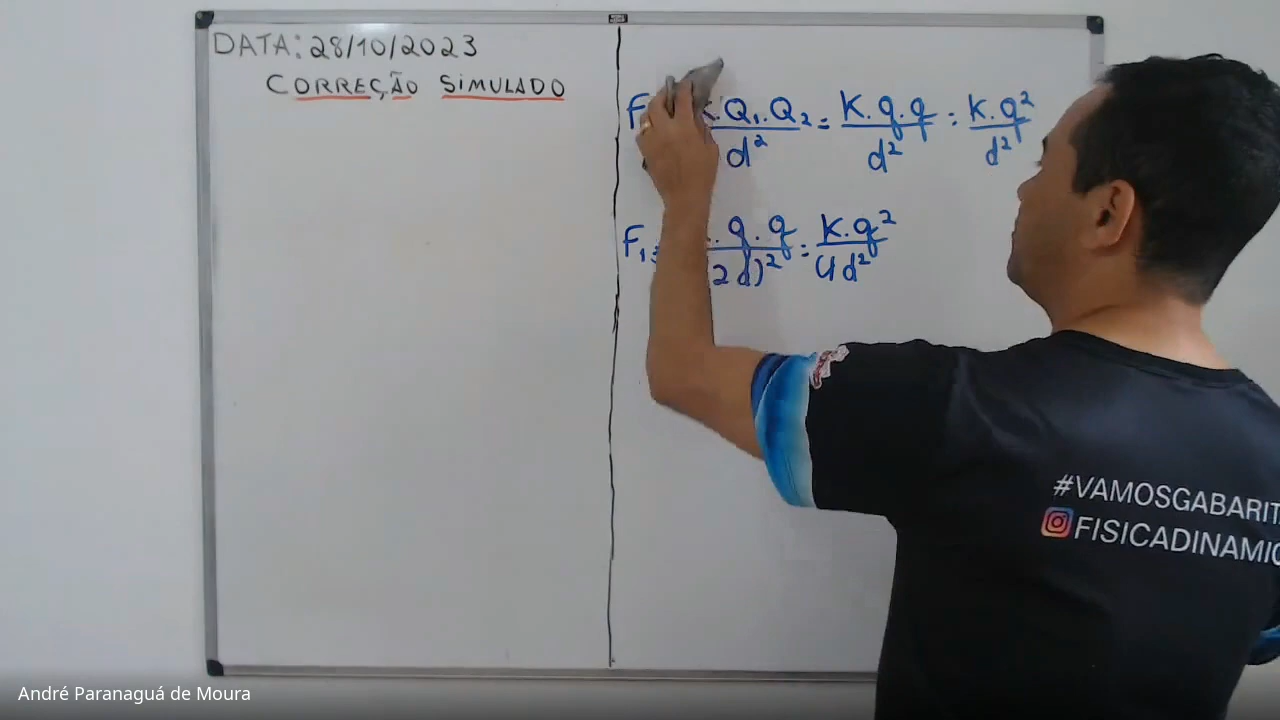 DATA: 28/10/2023
CORREÇÃO SIMULADO
F K.Q₁.Q₂/d² = K.q.q/d² = K.q²/d²
F₁ = .q.q/(2d)² = K.q²/4d²
#VAMOSGABARIT
FISICADINAMIC
André Paranaguá de Moura